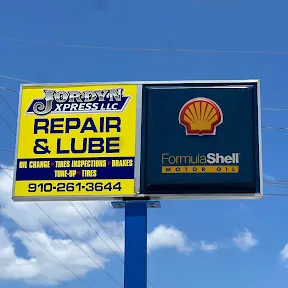 JORDYN
XPRESS LLC
REPAIR
& LUBE
OIL CHANGE · TIRES INSPECTIONS · BRAKES
TUNE-UP · TIRES
910-261-3644
FormulaShell
MOTOR OIL